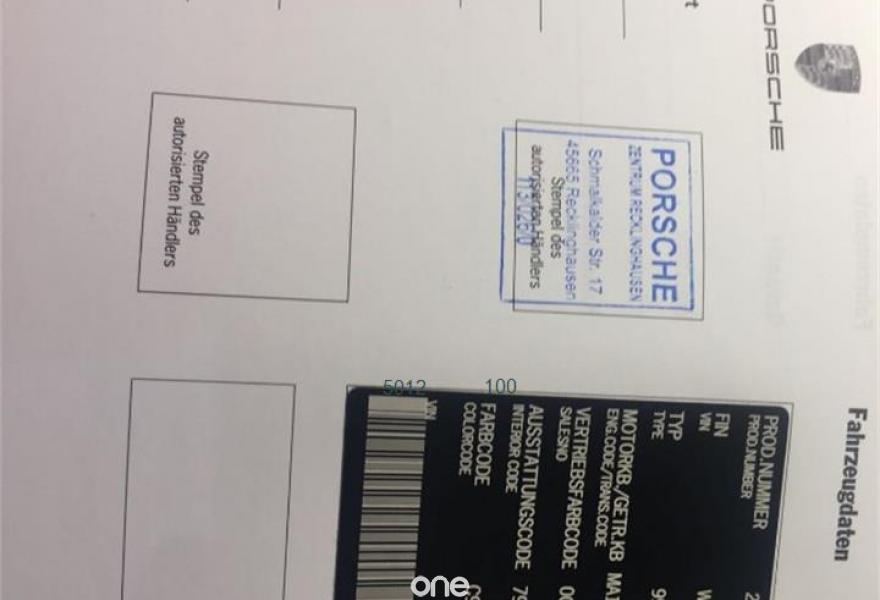 PORSCHE
Fahrzeugdaten
PORSCHE
ZENTRUM RECKLINGHAUSEN
Schmalkalder Str. 17
45665 Recklinghausen
Stempel des
autorisierten Händlers
Stempel des
autorisierten Händlers
PROD.NUMMER
PROD.NUMBER
FIN
VIN
TYP
TYPE
MOTORKB./GETR.KB
ENG.CODE/TRANS.CODE
VERTRIEBSFARBCODE
SALESNO
AUSSTATTUNGSCODE
INTERIOR CODE
FARBCODE
COLORCODE
VIN
5012 100
one